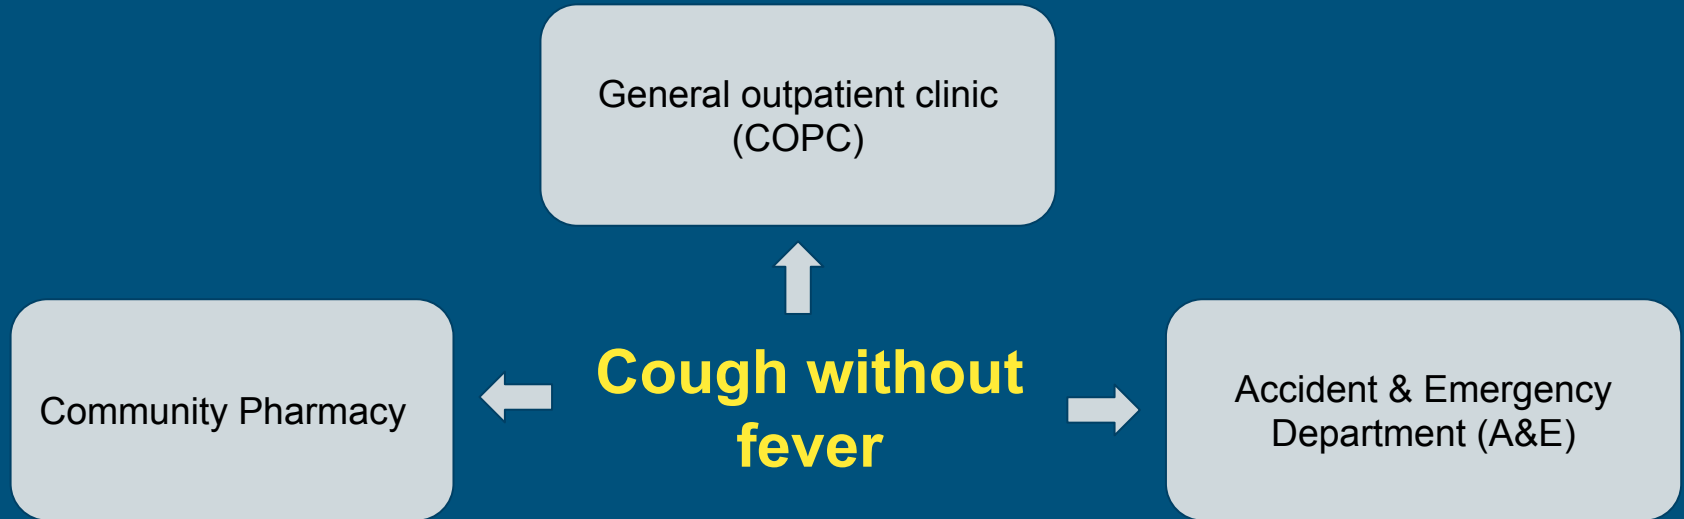 General outpatient clinic
(COPC)
Cough without
fever
Community Pharmacy
Accident & Emergency
Department (A&E)